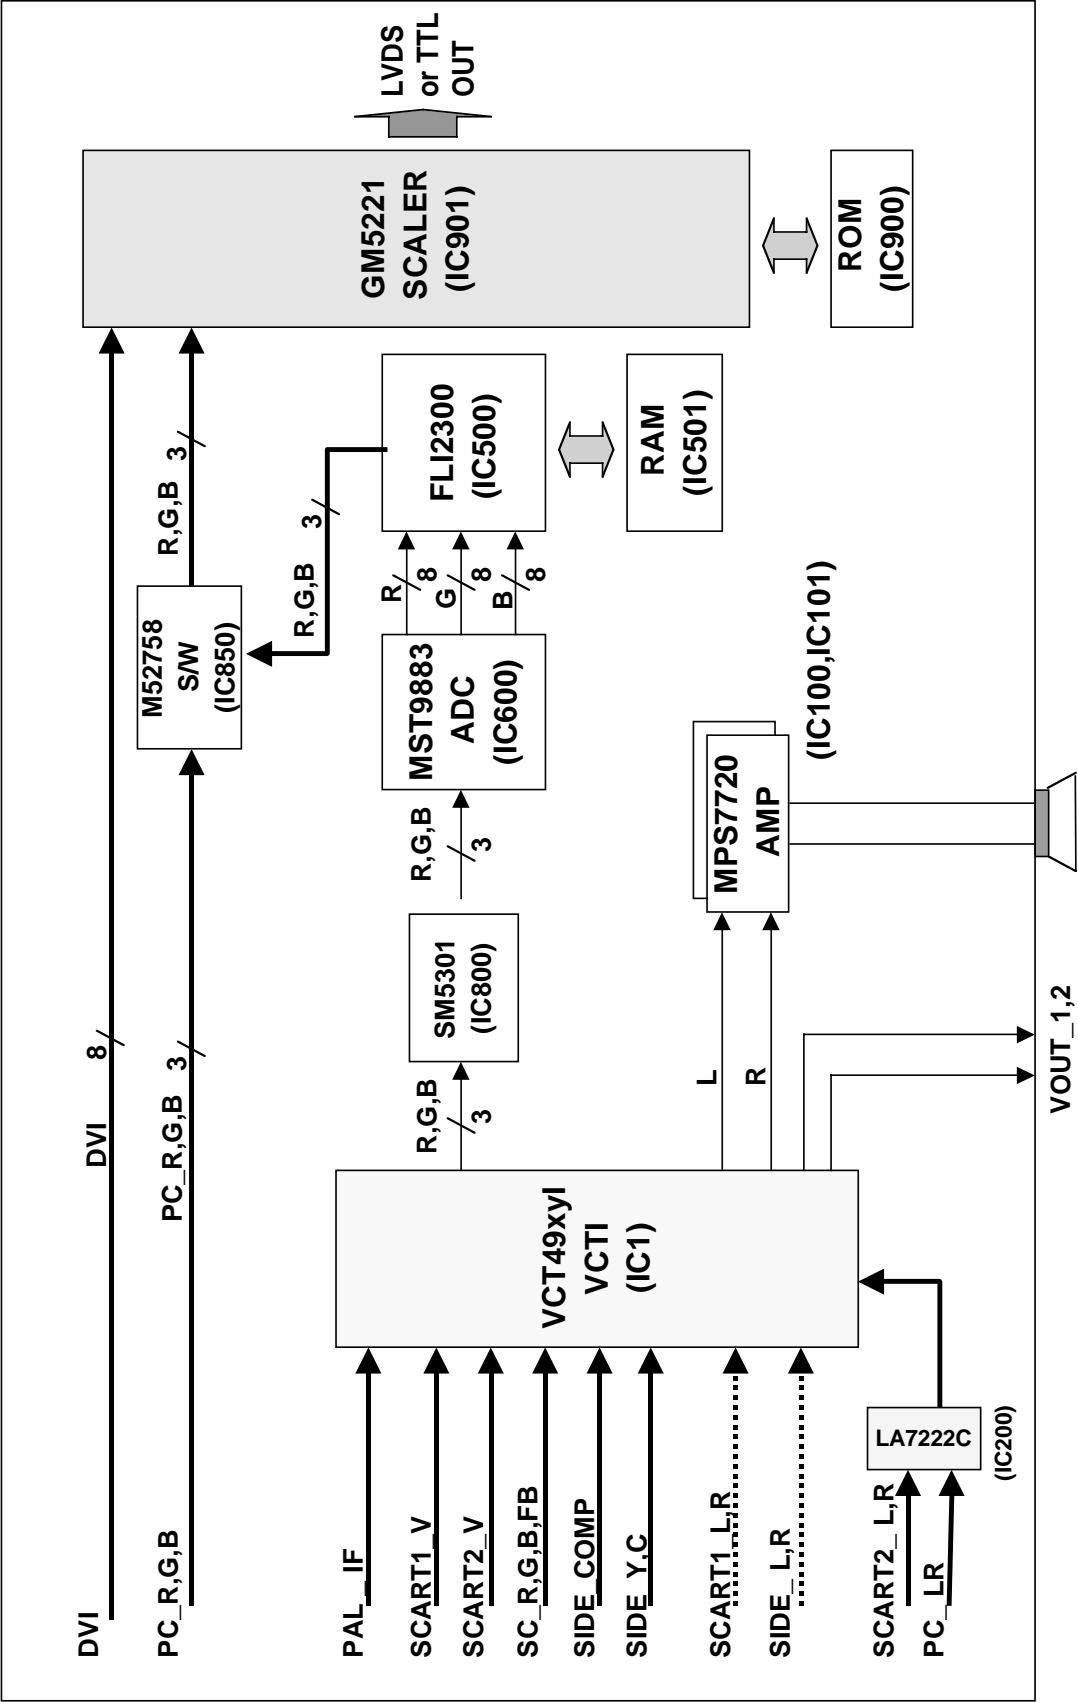 DVI
DVI
8
PC_R,G,B
PC_R,G,B
3
M52758
S/W
(IC850)
R,G,B
3
R,G,B
3
GM5221
SCALER
(IC901)
LVDS
or TTL
OUT
PAL_IF
SCART1_V
SCART2_V
SC_R,G,B,FB
SIDE_COMP
SIDE_Y,C
SCART1_L,R
SIDE_L,R
SCART2_L,R
PC_LR
LA7222C
(IC200)
VCT49xyI
VCTI
(IC1)
R,G,B
3
SM5301
(IC800)
R,G,B
3
MST9883
ADC
(IC600)
R
8
G
8
B
8
FLI2300
(IC500)
RAM
(IC501)
ROM
(IC900)
L
R
MPS7720
AMP
(IC100,IC101)
VOUT_1,2